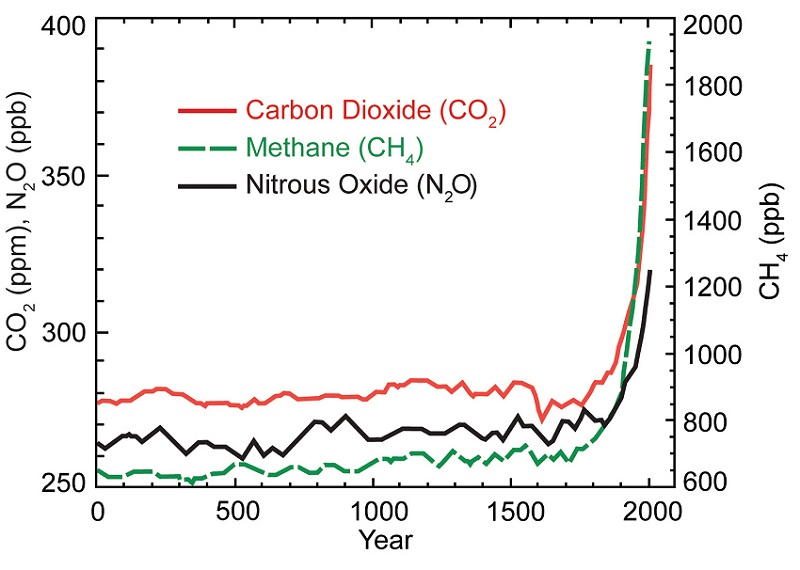 400
350
300
250
CO₂ (ppm), N₂O (ppb)
Carbon Dioxide (CO₂)
Methane (CH₄)
Nitrous Oxide (N₂O)
2000
1800
1600
1400
1200
1000
800
600
CH₄ (ppb)
0 500 1000 1500 2000
Year